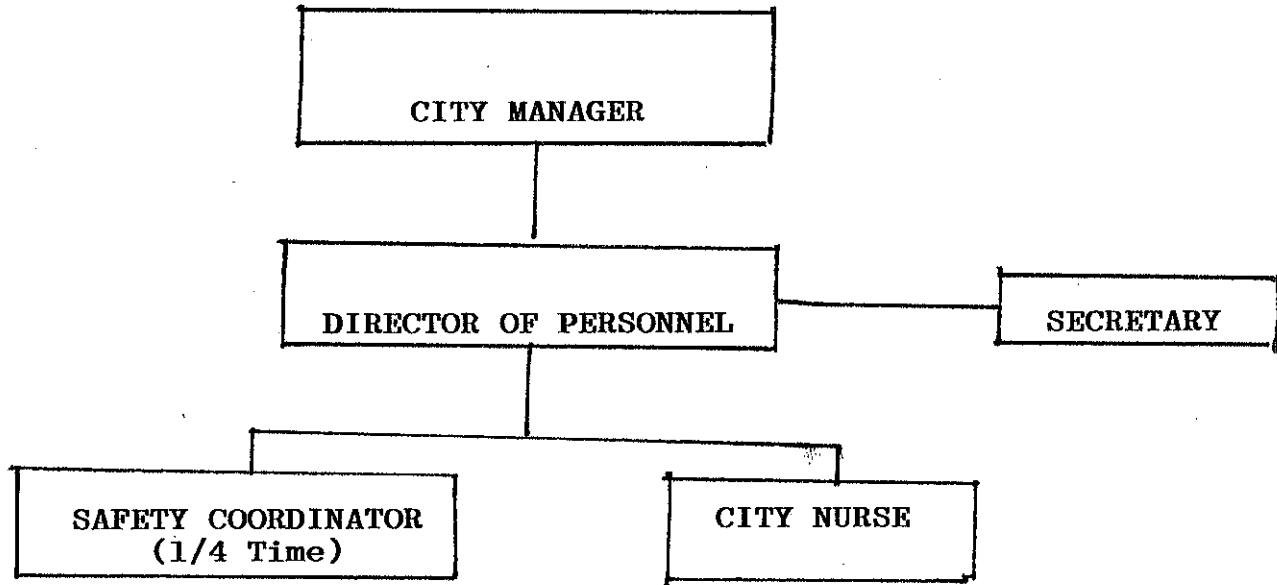 CITY MANAGER
DIRECTOR OF PERSONNEL
SECRETARY
SAFETY COORDINATOR
(1/4 Time)
CITY NURSE